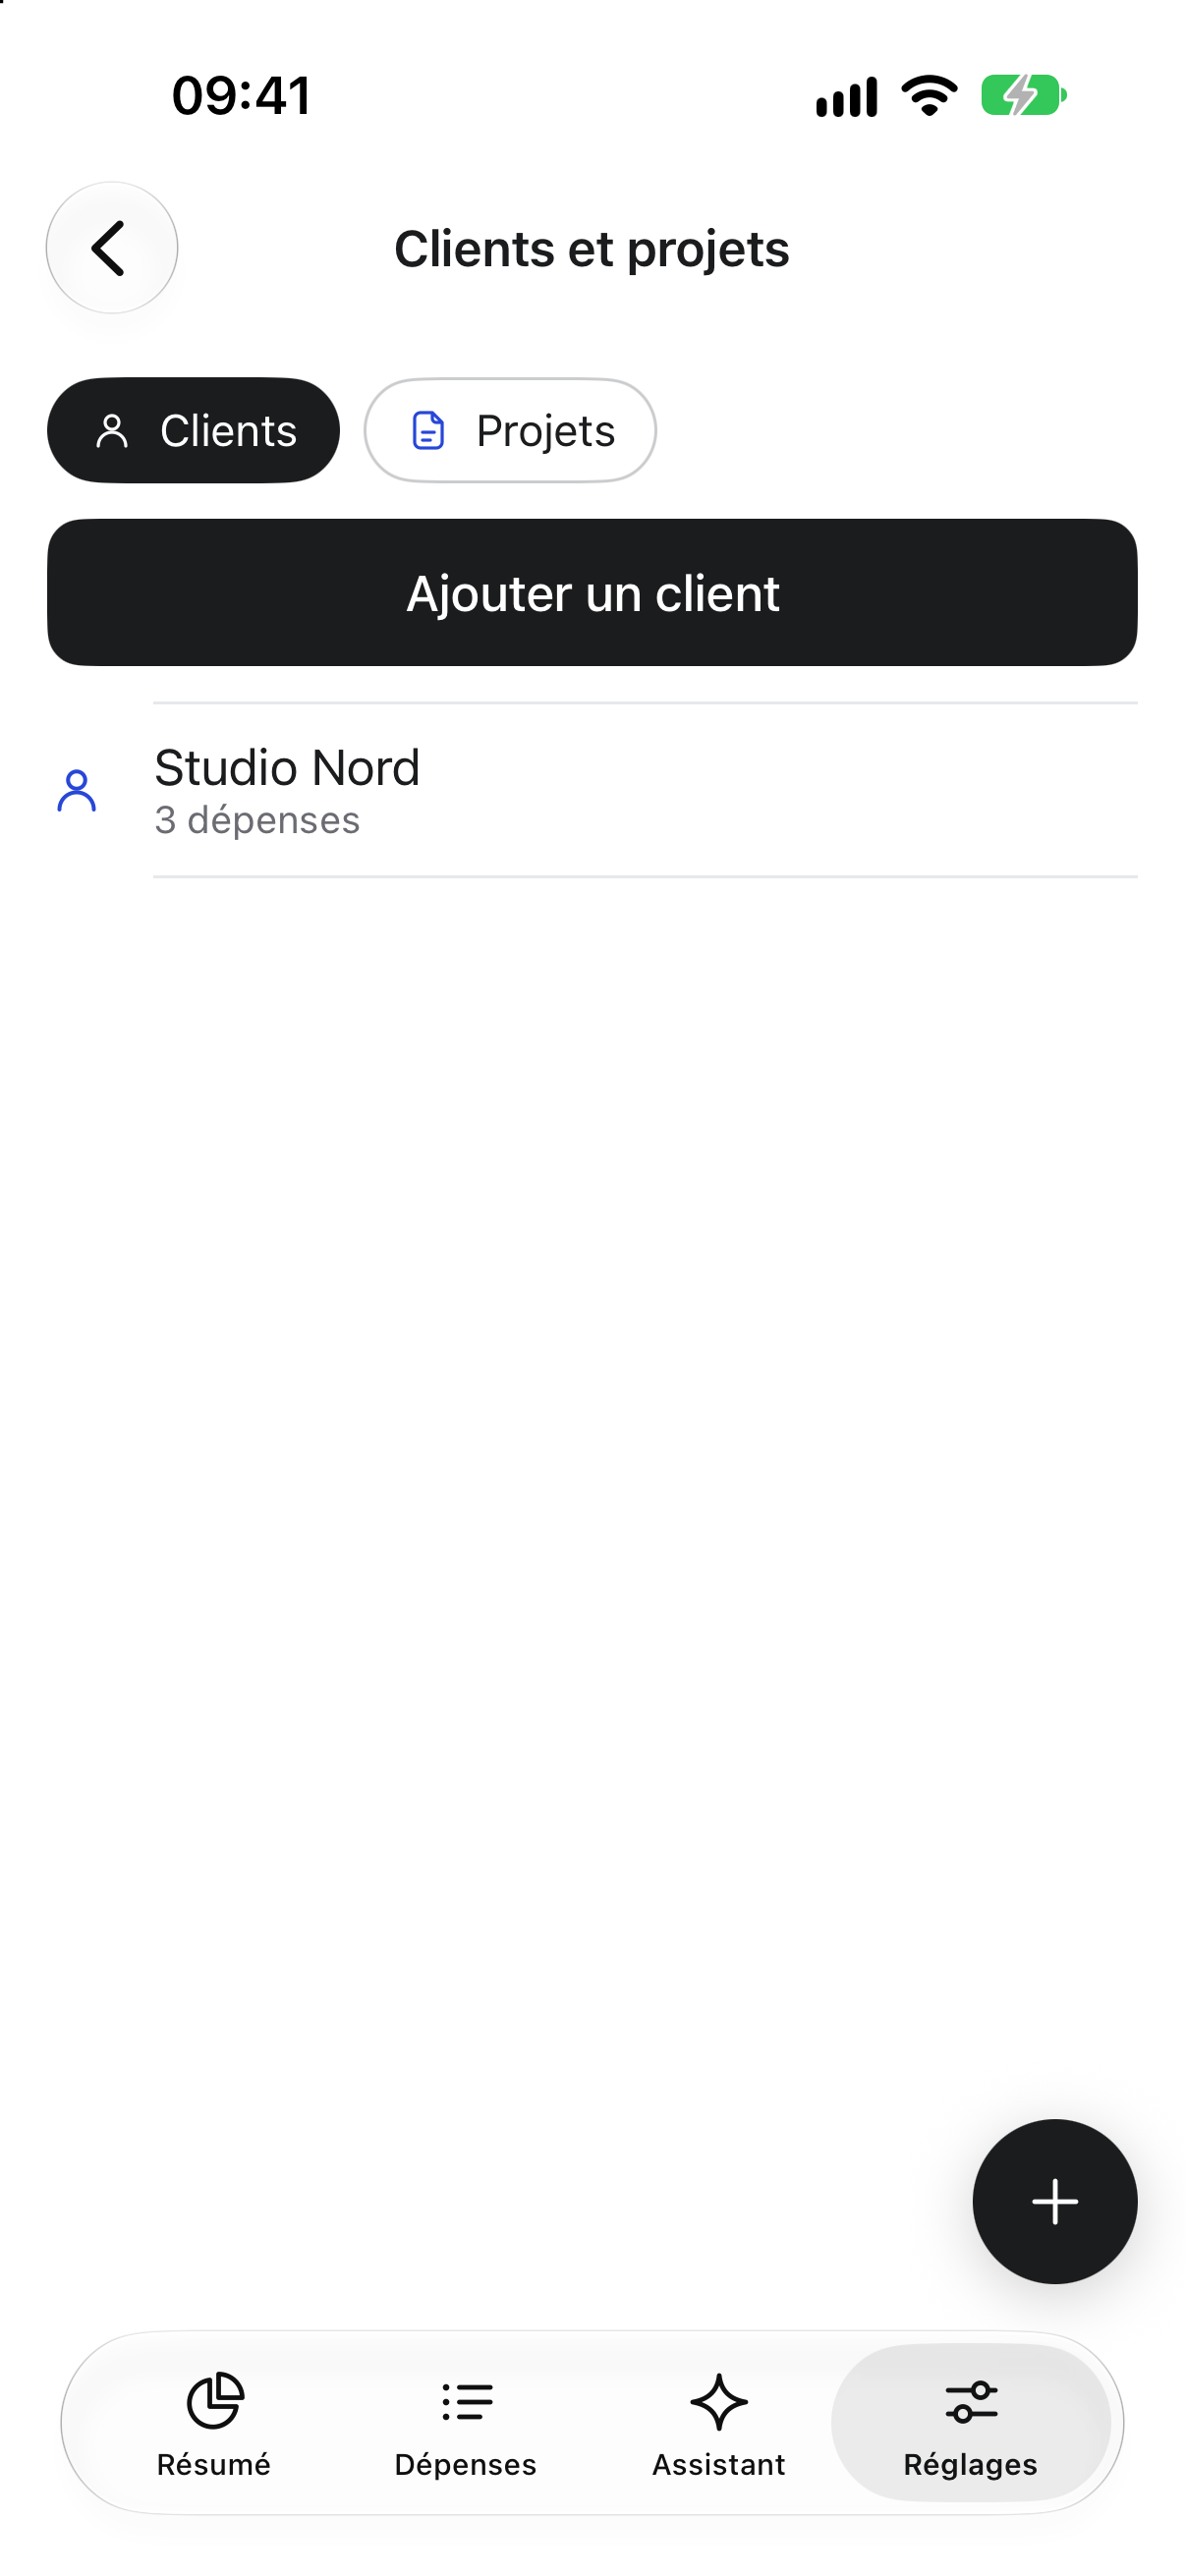 09:41
Clients et projets
Clients
Projets
Ajouter un client
Studio Nord
3 dépenses
Résumé
Dépenses
Assistant
Réglages